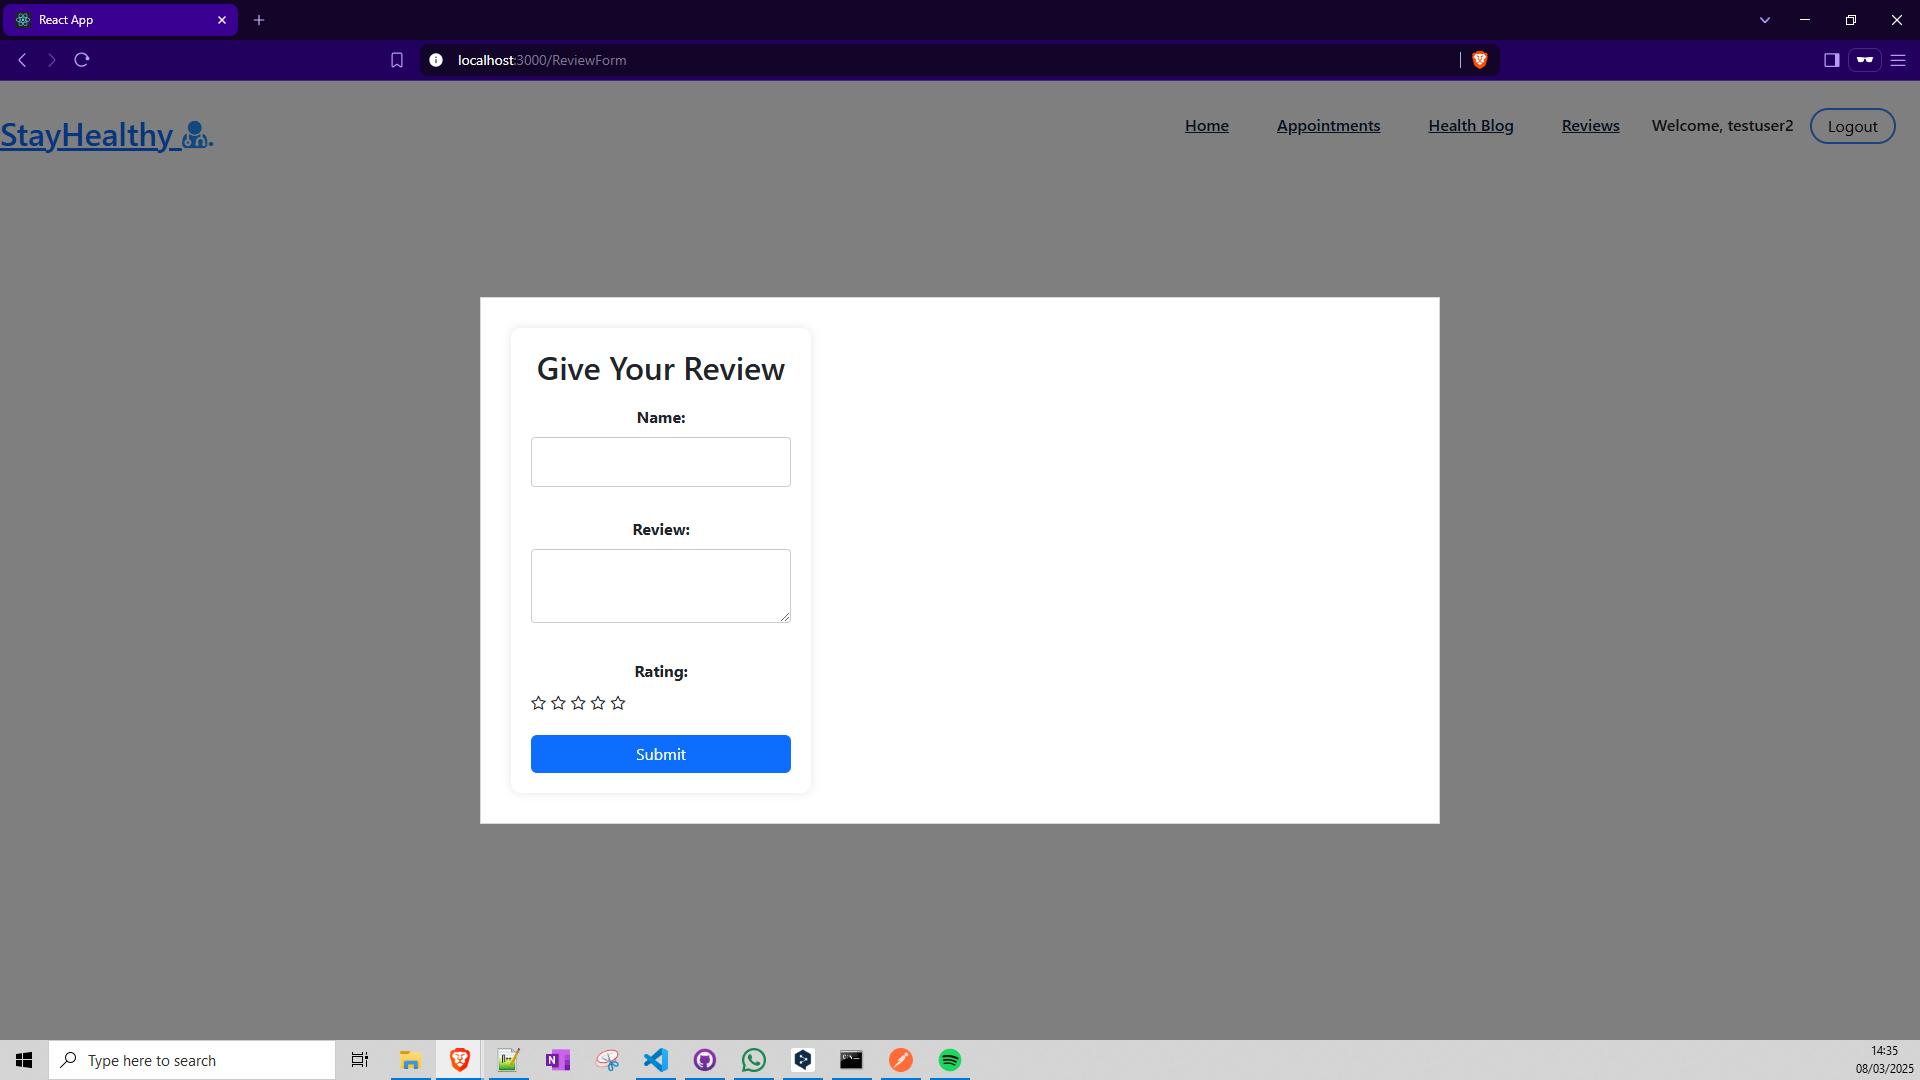 React App
localhost:3000/ReviewForm
StayHealthy .
Home
Appointments
Health Blog
Reviews
Welcome, testuser2
Logout
Give Your Review
Name:
Review:
Rating:
Submit
Type here to search
14:35
08/03/2025